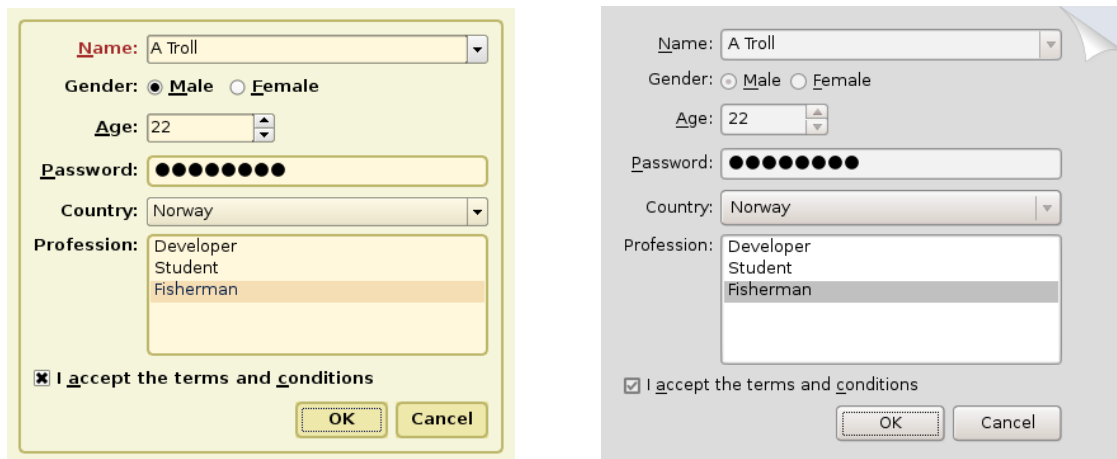 Name: A Troll
Gender: Male Female
Age: 22
Password: ●●●●●●●●
Country: Norway
Profession: Developer
Student
Fisherman
I accept the terms and conditions
OK Cancel
Name: A Troll
Gender: Male Female
Age: 22
Password: ●●●●●●●●
Country: Norway
Profession: Developer
Student
Fisherman
I accept the terms and conditions
OK Cancel